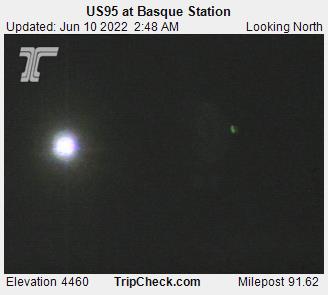 US95 at Basque Station
Updated: Jun 10 2022 2:48 AM Looking North
Elevation 4460 TripCheck.com Milepost 91.62